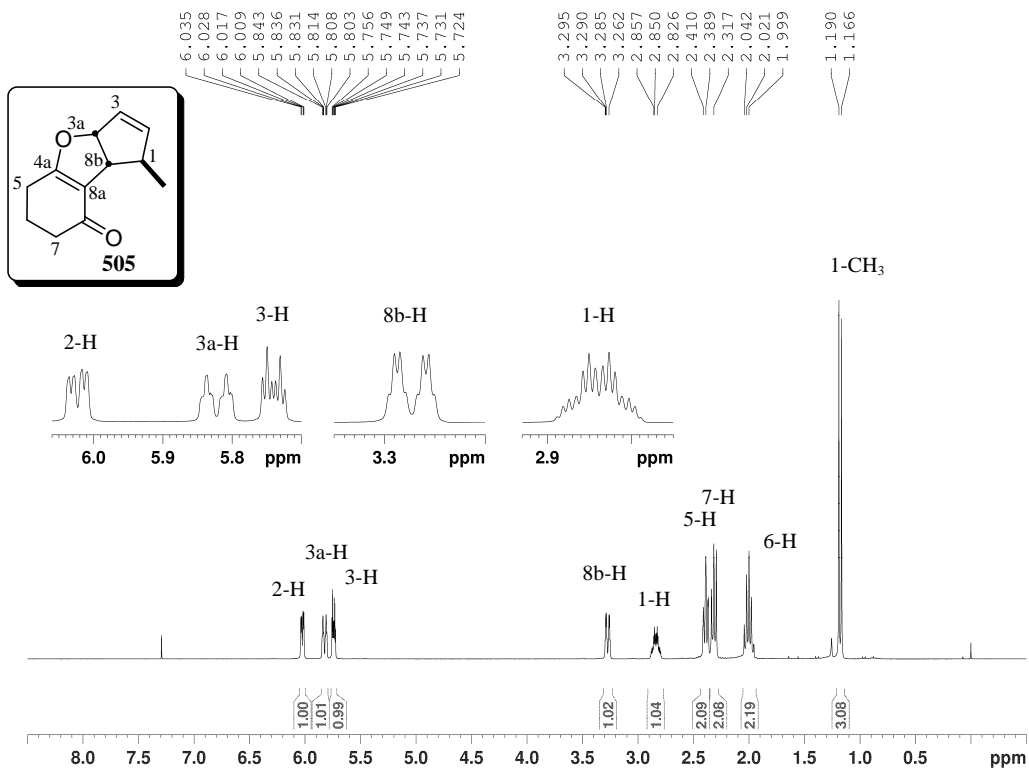 6.035
6.028
6.017
6.009
5.843
5.836
5.831
5.814
5.808
5.803
5.756
5.749
5.743
5.737
5.731
5.724
3.295
3.290
3.285
3.262
2.857
2.850
2.826
2.410
2.389
2.317
2.042
2.021
1.999
1.190
1.166
3
3a
O
8b
1
4a
5
8a
7
O
505
1-CH3
2-H
3a-H
3-H
8b-H
1-H
6.0 5.9 5.8 ppm
3.3 ppm
2.9 ppm
2-H
3a-H
3-H
8b-H
1-H
5-H
7-H
6-H
1.00
1.01
0.99
1.02
1.04
2.09
2.08
2.19
3.08
8.0 7.5 7.0 6.5 6.0 5.5 5.0 4.5 4.0 3.5 3.0 2.5 2.0 1.5 1.0 0.5 ppm